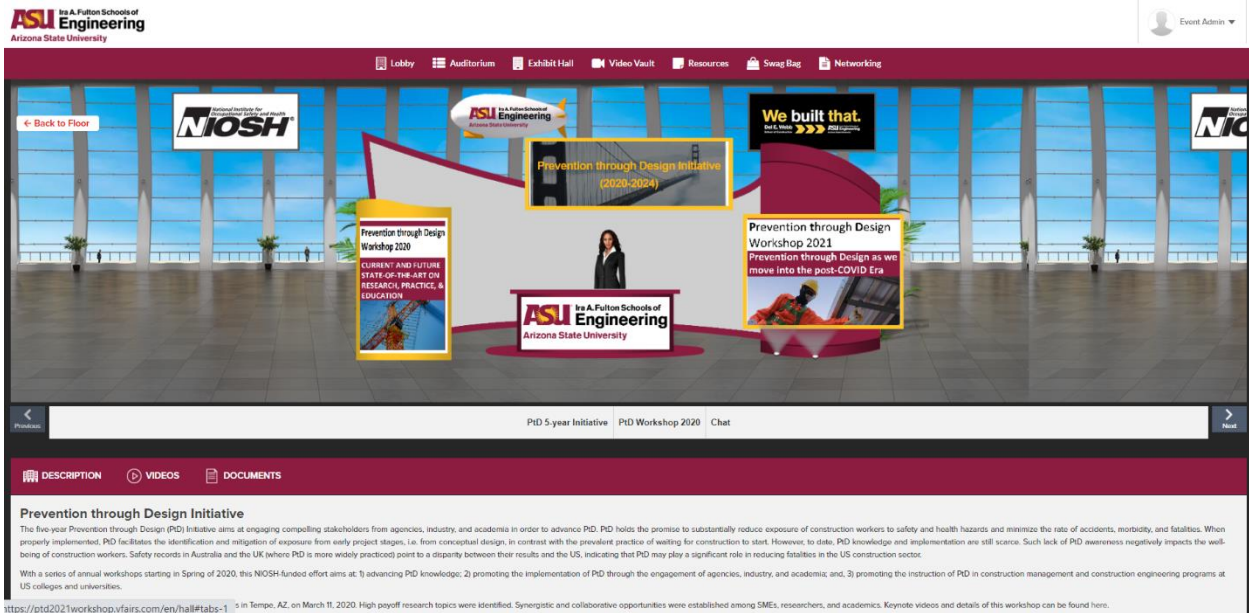 Ira A. Fulton Schools of
ASU Engineering
Arizona State University
Event Admin
Lobby Auditorium Exhibit Hall Video Vault Resources Swag Bag Networking
← Back to Floor
National Institute for
Occupational Safety and Health
NIOSH
Ira A. Fulton Schools of
ASU Engineering
Arizona State University
We built that.
Del E. Webb
ASU Engineering
Prevention through Design Initiative
(2020-2024)
Prevention through Design
Workshop 2020
CURRENT AND FUTURE
STATE-OF-THE-ART ON
RESEARCH, PRACTICE, &
EDUCATION
Prevention through Design
Workshop 2021
Prevention through Design as we
move into the post-COVID Era
Ira A. Fulton Schools of
ASU Engineering
Arizona State University
Previous
PtD 5-year Initiative PtD Workshop 2020 Chat
Next
DESCRIPTION VIDEOS DOCUMENTS
Prevention through Design Initiative
The five-year Prevention through Design (PtD) Initiative aims at engaging compelling stakeholders from agencies, industry, and academia in order to advance PtD. PtD holds the promise to substantially reduce exposure of construction workers to safety and health hazards and minimize the rate of accidents, morbidity, and fatalities. When
properly implemented, PtD facilitates the identification and mitigation of exposure from early project stages, i.e. from conceptual design, in contrast with the prevalent practice of waiting for construction to start. However, to date, PtD knowledge and implementation are still scarce. Such lack of PtD awareness negatively impacts the well-
being of construction workers. Safety records in Australia and the UK (where PtD is more widely practiced) point to a disparity between their results and the US, indicating that PtD may play a significant role in reducing fatalities in the US construction sector.
With a series of annual workshops starting in Spring of 2020, this NIOSH-funded effort aims at: 1) advancing PtD knowledge; 2) promoting the implementation of PtD through the engagement of agencies, industry, and academia; and, 3) promoting the instruction of PtD in construction management and construction engineering programs at
US colleges and universities.
s in Tempe, AZ, on March 11, 2020. High payoff research topics were identified. Synergistic and collaborative opportunities were established among SMEs, researchers, and academics. Keynote videos and details of this workshop can be found here.
https://ptd2021workshop.vfairs.com/en/hall#tabs-1